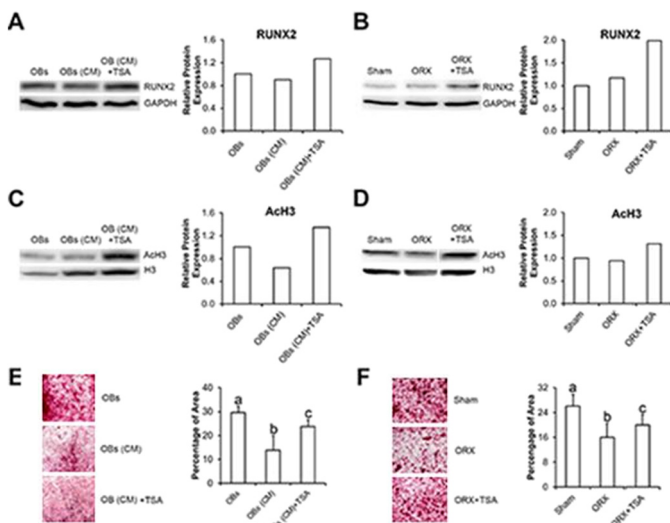 A
OBs
OBs (CM)
OB (CM)
+TSA
RUNX2
GAPDH
RUNX2
Relative Protein
Expression
1.6
1.2
0.8
0.4
0.0
OBs
OBs (CM)
OBs (CM)+TSA
B
Sham
ORX
ORX
+TSA
RUNX2
GAPDH
RUNX2
Relative Protein
Expression
2.0
1.5
1.0
0.5
0.0
Sham
ORX
ORX+TSA
C
OBs
OBs (CM)
OB (CM)
+TSA
AcH3
H3
AcH3
Relative Protein
Expression
1.6
1.2
0.8
0.4
0.0
OBs
OBs (CM)
OBs (CM)+TSA
D
Sham
ORX
ORX
+TSA
AcH3
H3
AcH3
Relative Protein
Expression
2.0
1.5
1.0
0.5
0.0
Sham
ORX
ORX+TSA
E
OBs
OBs (CM)
OB (CM) +TSA
Percentage of Area
40
30
20
10
0
a
b
c
OBs
OBs (CM)
OBs (CM)+TSA
F
Sham
ORX
ORX+TSA
Percentage of Area
32
24
16
8
0
a
b
c
Sham
ORX
ORX+TSA